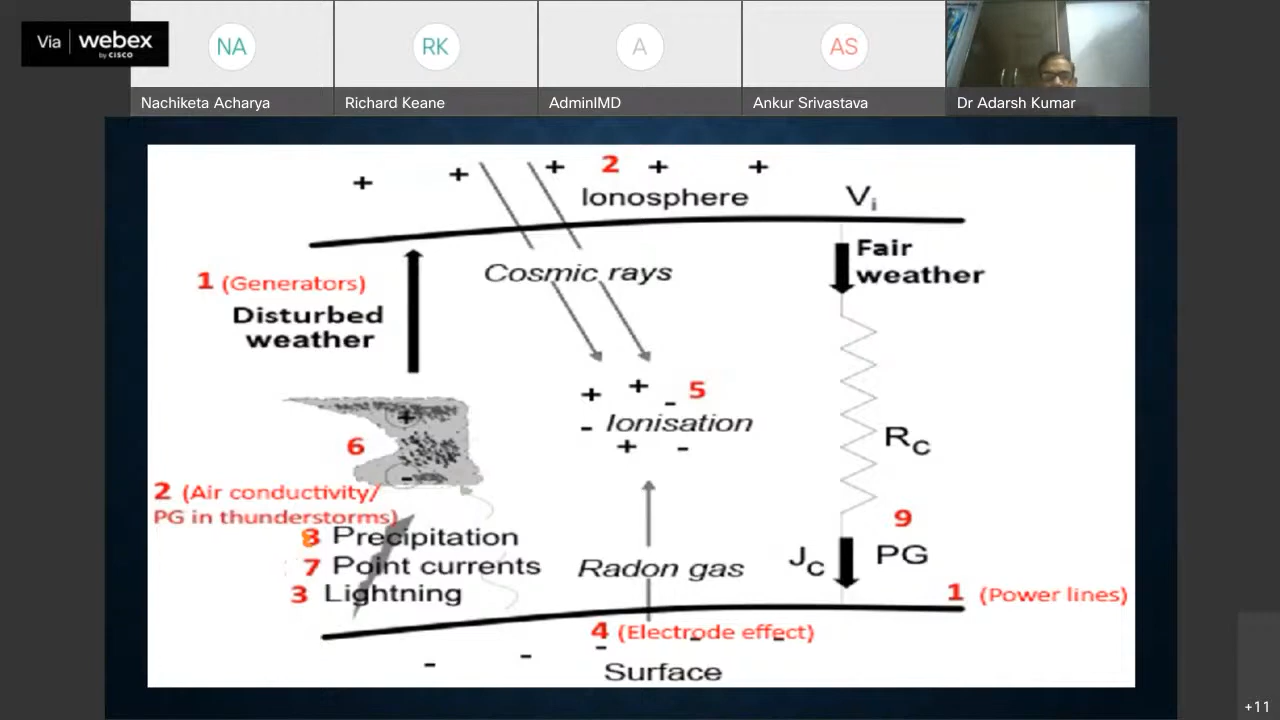 Via webex
by CISCO
NA
RK
A
AS
Nachiketa Acharya
Richard Keane
AdminIMD
Ankur Srivastava
Dr Adarsh Kumar
+ + + 2 + +
Ionosphere
Vi
Fair
weather
Cosmic rays
1 (Generators)
Disturbed
weather
+ + - 5
- Ionisation
+ -
+
6
-
RC
2 (Air conductivity/
PG in thunderstorms)
8 Precipitation
7 Point currents
3 Lightning
Radon gas
9
JC PG
1 (Power lines)
4 (Electrode effect)
- - - - -
Surface
+11